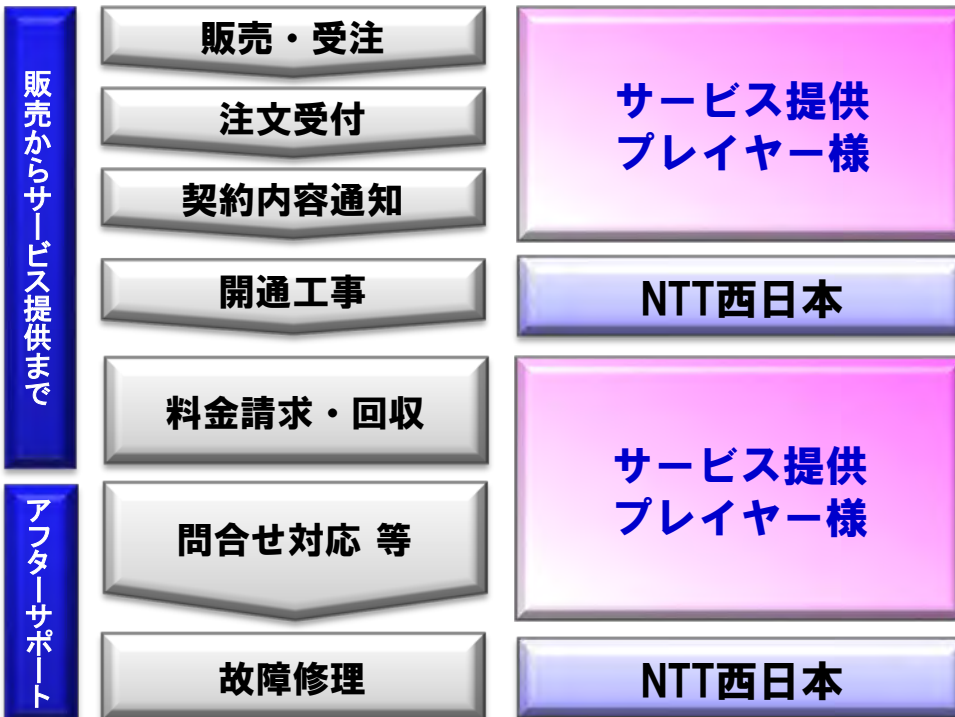 販売からサービス提供まで
販売・受注
注文受付
契約内容通知
サービス提供
プレイヤー様
開通工事
NTT西日本
料金請求・回収
サービス提供
プレイヤー様
アフターサポート
問合せ対応 等
故障修理
NTT西日本